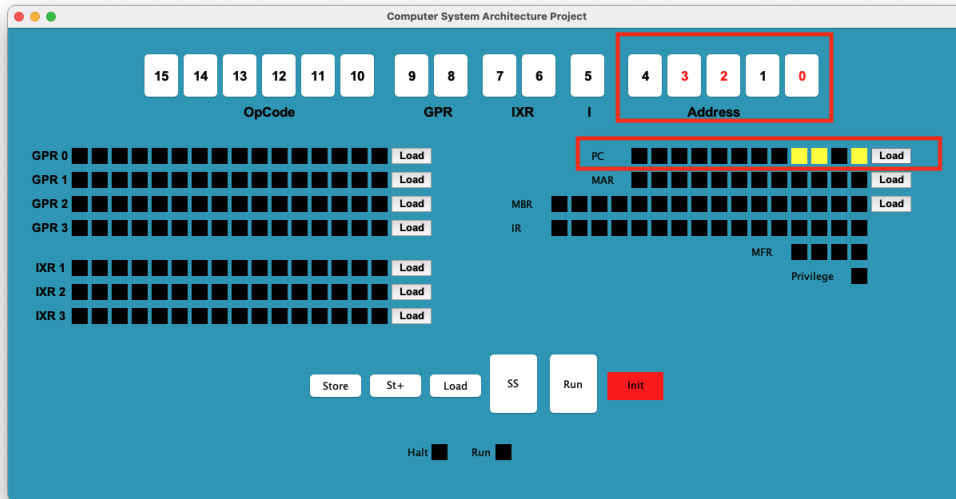 Computer System Architecture Project
15 14 13 12 11 10 9 8 7 6 5 4 3 2 1 0
OpCode GPR IXR I Address
GPR 0 Load PC Load
GPR 1 Load MAR Load
GPR 2 Load MBR Load
GPR 3 Load IR
MFR
IXR 1 Load Privilege
IXR 2 Load
IXR 3 Load
Store St+ Load SS Run Init
Halt Run